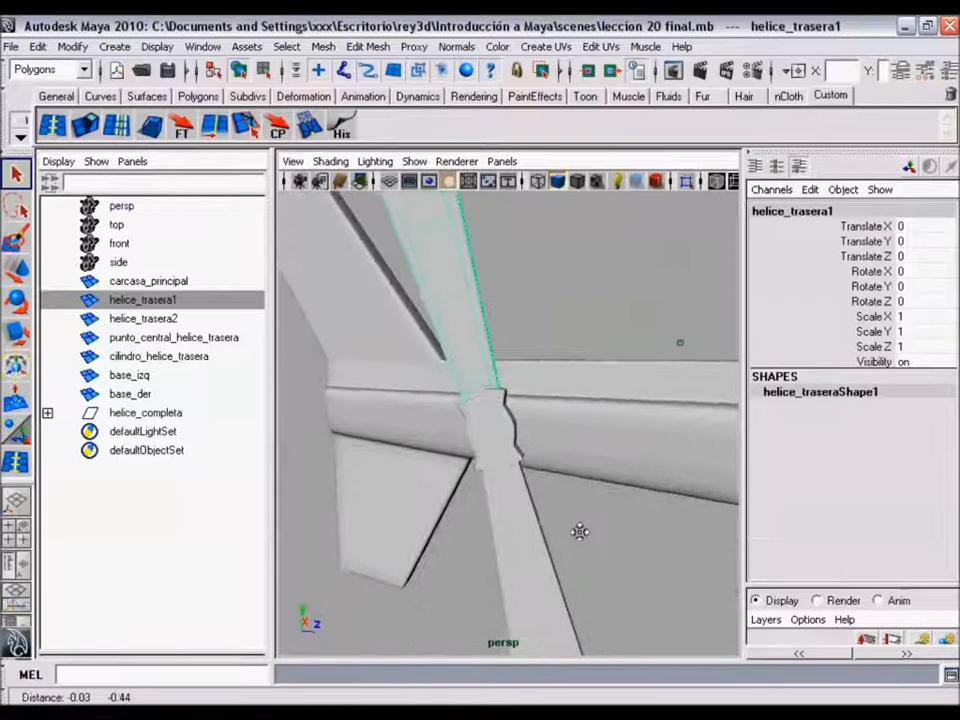 Autodesk Maya 2010: C:\Documents and Settings\xxx\Escritorio\rey3d\Introducción a Maya\scenes\leccion 20 final.mb --- helice_trasera1
File Edit Modify Create Display Window Assets Select Mesh Edit Mesh Proxy Normals Color Create UVs Edit UVs Muscle Help
Polygons X: Y:
General Curves Surfaces Polygons Subdivs Deformation Animation Dynamics Rendering PaintEffects Toon Muscle Fluids Fur Hair nCloth Custom
FT CP His
Display Show Panels
View Shading Lighting Show Renderer Panels
Channels Edit Object Show
persp
top
front
side
carcasa_principal
helice_trasera1
helice_trasera2
punto_central_helice_trasera
cilindro_helice_trasera
base_izq
base_der
helice_completa
defaultLightSet
defaultObjectSet
helice_trasera1
Translate X 0
Translate Y 0
Translate Z 0
Rotate X 0
Rotate Y 0
Rotate Z 0
Scale X 1
Scale Y 1
Scale Z 1
Visibility on
SHAPES
helice_traseraShape1
Display Render Anim
Layers Options Help
<< >>
z
persp
MEL
Distance: -0.03 -0.44